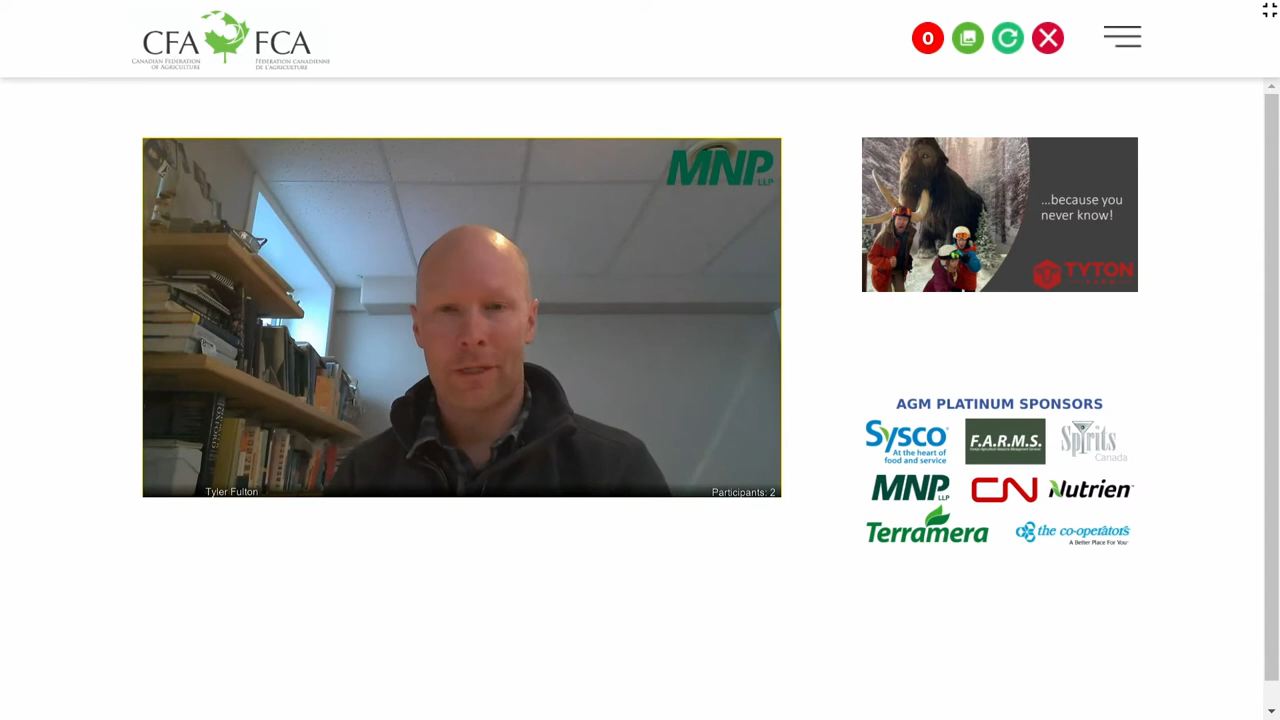 CFA FCA
CANADIAN FEDERATION OF AGRICULTURE
FÉDÉRATION CANADIENNE DE L'AGRICULTURE
0
MNP
LLP
Tyler Fulton
Participants: 2
...because you
never know!
TYTON
AGM PLATINUM SPONSORS
Sysco
At the heart of
food and service
F.A.R.M.S.
Spirits
Canada
MNP
LLP
CN
Nutrien
Terramera
the co-operators
A Better Place For You